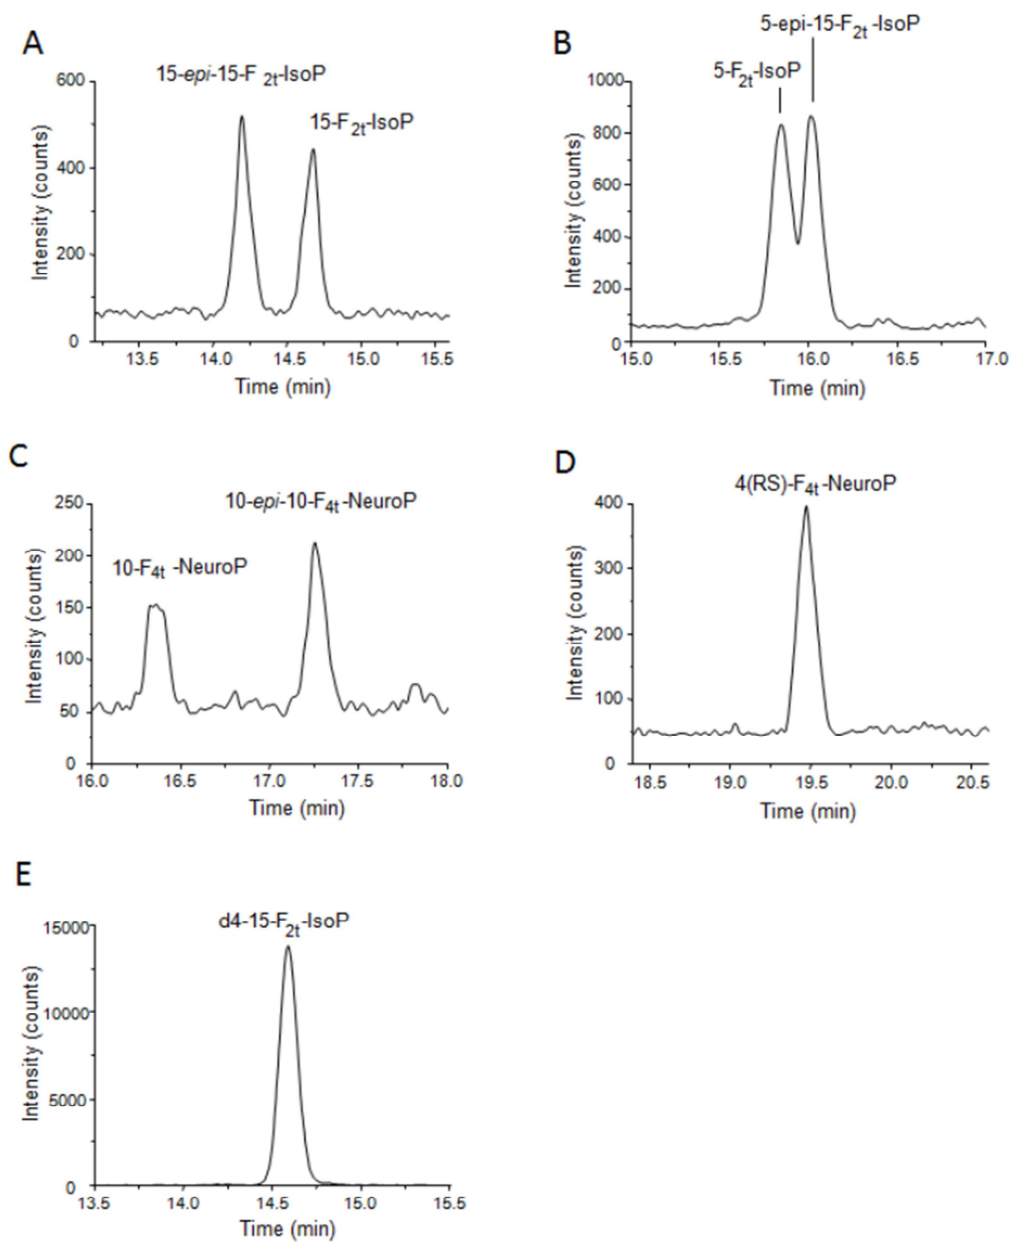 A
15-epi-15-F 2t-IsoP
15-F2t-IsoP
600
400
200
0
Intensity (counts)
13.5 14.0 14.5 15.0 15.5
Time (min)
B
5-epi-15-F2t-IsoP
5-F2t-IsoP
1000
800
600
400
200
0
Intensity (counts)
15.0 15.5 16.0 16.5 17.0
Time (min)
C
10-epi-10-F4t-NeuroP
10-F4t -NeuroP
250
200
150
100
50
0
Intensity (counts)
16.0 16.5 17.0 17.5 18.0
Time (min)
D
4(RS)-F4t-NeuroP
400
300
200
100
0
Intensity (counts)
18.5 19.0 19.5 20.0 20.5
Time (min)
E
d4-15-F2t-IsoP
15000
10000
5000
0
Intensity (counts)
13.5 14.0 14.5 15.0 15.5
Time (min)